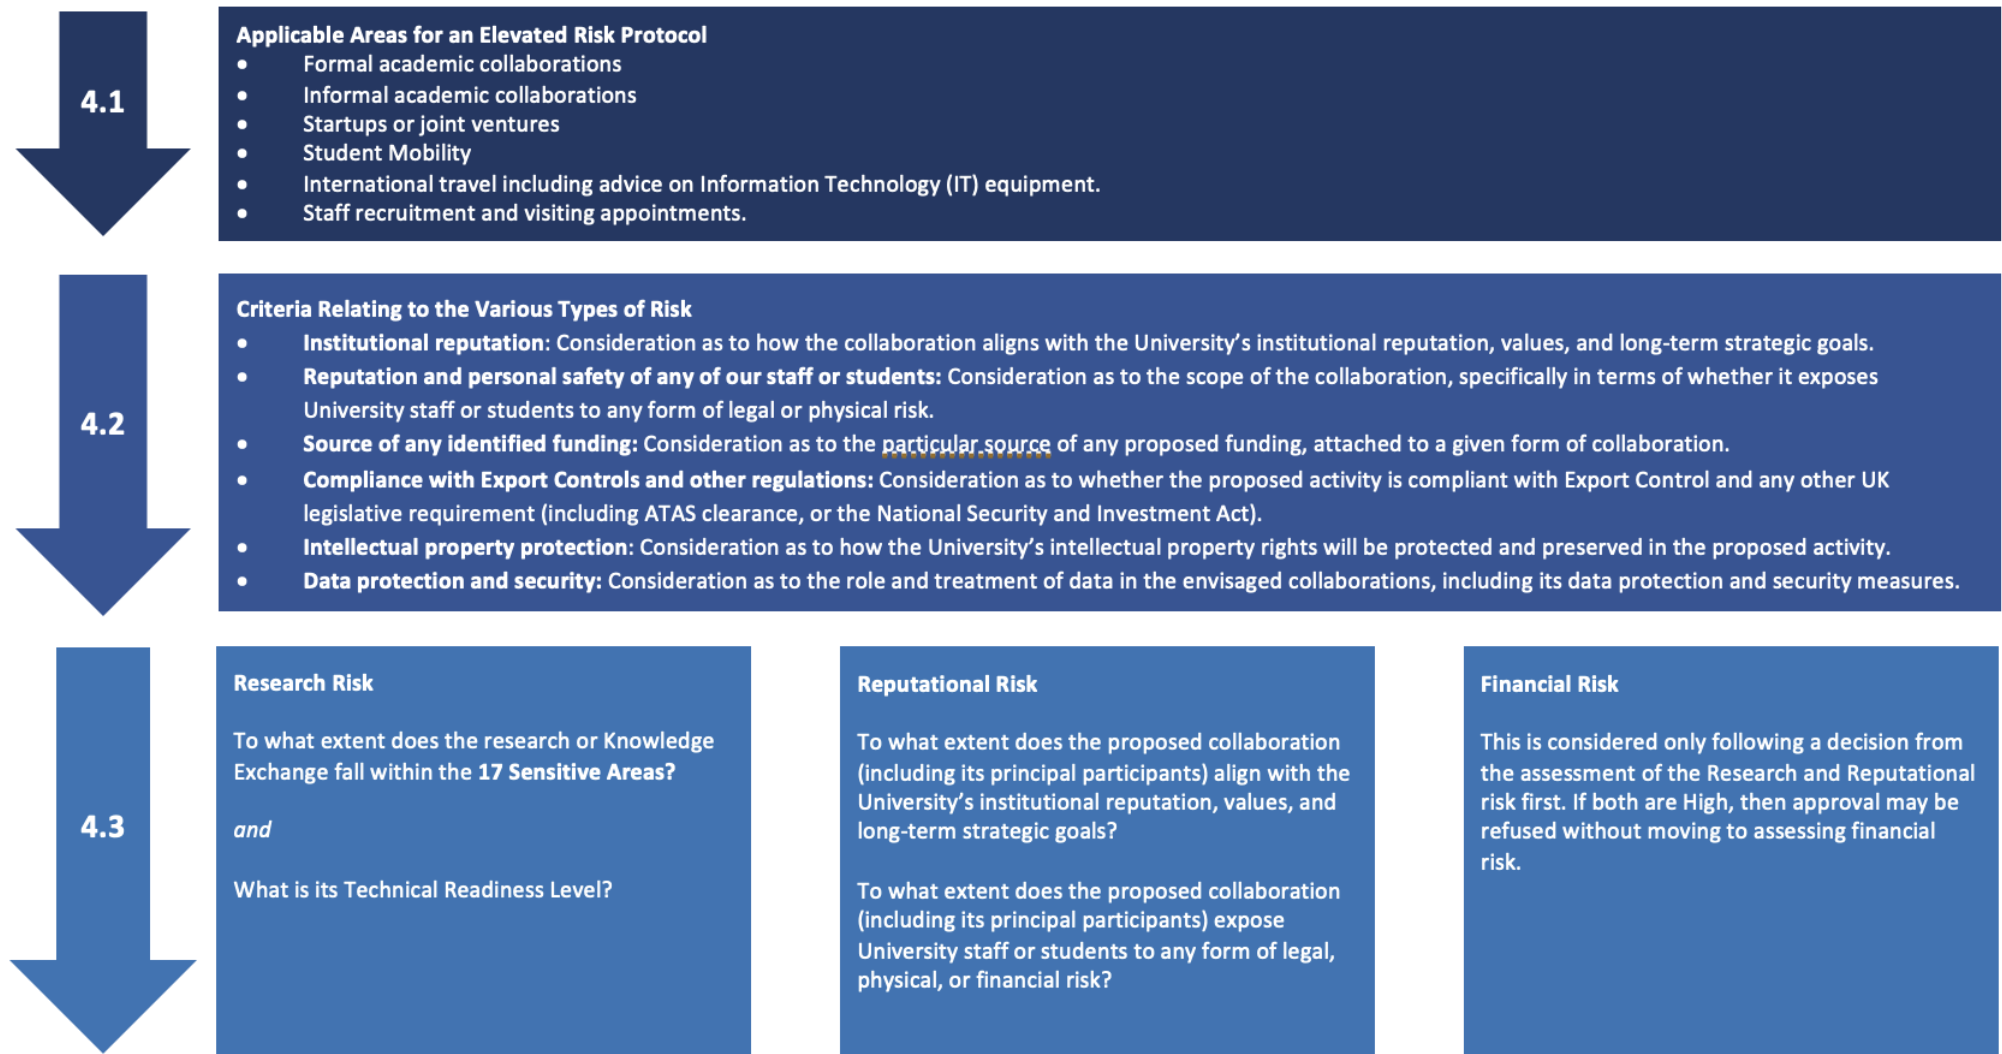 4.1
Applicable Areas for an Elevated Risk Protocol
• Formal academic collaborations
• Informal academic collaborations
• Startups or joint ventures
• Student Mobility
• International travel including advice on Information Technology (IT) equipment.
• Staff recruitment and visiting appointments.
4.2
Criteria Relating to the Various Types of Risk
• Institutional reputation: Consideration as to how the collaboration aligns with the University’s institutional reputation, values, and long-term strategic goals.
• Reputation and personal safety of any of our staff or students: Consideration as to the scope of the collaboration, specifically in terms of whether it exposes
University staff or students to any form of legal or physical risk.
• Source of any identified funding: Consideration as to the particular source of any proposed funding, attached to a given form of collaboration.
• Compliance with Export Controls and other regulations: Consideration as to whether the proposed activity is compliant with Export Control and any other UK
legislative requirement (including ATAS clearance, or the National Security and Investment Act).
• Intellectual property protection: Consideration as to how the University’s intellectual property rights will be protected and preserved in the proposed activity.
• Data protection and security: Consideration as to the role and treatment of data in the envisaged collaborations, including its data protection and security measures.
4.3
Research Risk
To what extent does the research or Knowledge
Exchange fall within the 17 Sensitive Areas?
and
What is its Technical Readiness Level?
Reputational Risk
To what extent does the proposed collaboration
(including its principal participants) align with the
University’s institutional reputation, values, and
long-term strategic goals?
To what extent does the proposed collaboration
(including its principal participants) expose
University staff or students to any form of legal,
physical, or financial risk?
Financial Risk
This is considered only following a decision from
the assessment of the Research and Reputational
risk first. If both are High, then approval may be
refused without moving to assessing financial
risk.